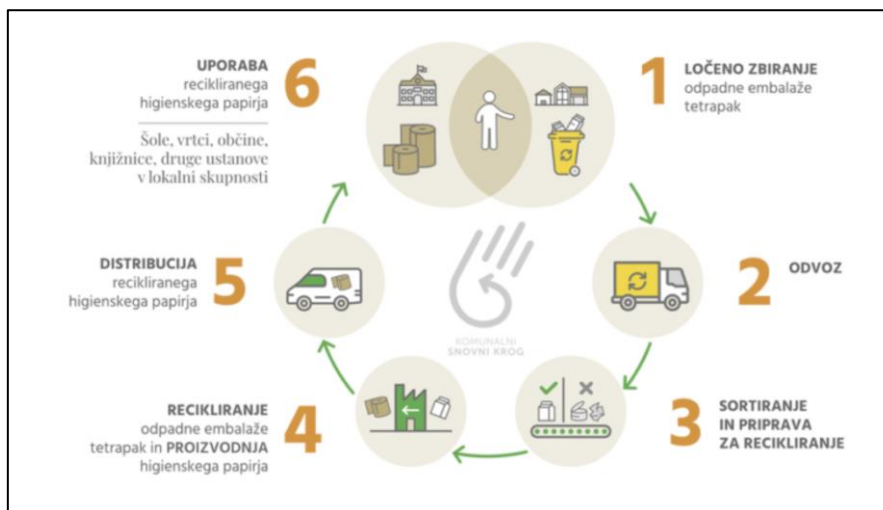 1
LOČENO ZBIRANJE
odpadne embalaže
tetrapak
2
ODVOZ
3
SORTIRANJE
IN PRIPRAVA
ZA RECIKLIRANJE
4
RECIKLIRANJE
odpadne embalaže
tetrapak in PROIZVODNJA
higienskega papirja
5
DISTRIBUCIJA
recikliranega
higienskega papirja
6
UPORABA
recikliranega
higienskega papirja
Šole, vrtci, občine,
knjižnice, druge ustanove
v lokalni skupnosti
KOMUNALNI
SNOVNI KROG